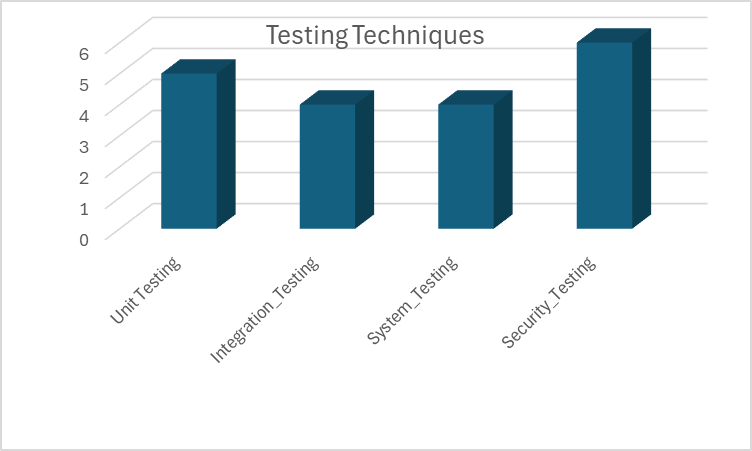 Testing Techniques
6
5
4
3
2
1
0
Unit Testing
Integration_Testing
System_Testing
Security_Testing